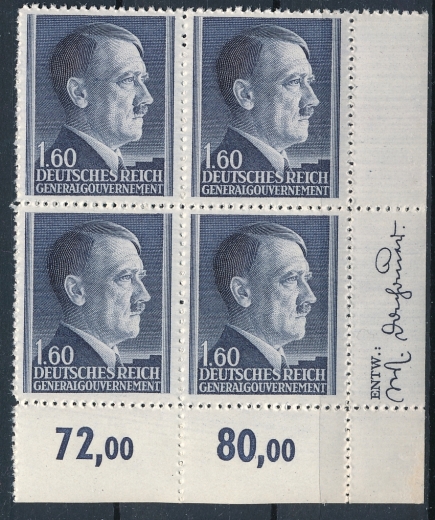 1.60
DEUTSCHES REICH
GENERALGOUVERNEMENT
1.60
DEUTSCHES REICH
GENERALGOUVERNEMENT
1.60
DEUTSCHES REICH
GENERALGOUVERNEMENT
1.60
DEUTSCHES REICH
GENERALGOUVERNEMENT
ENTW.:
72,00
80,00